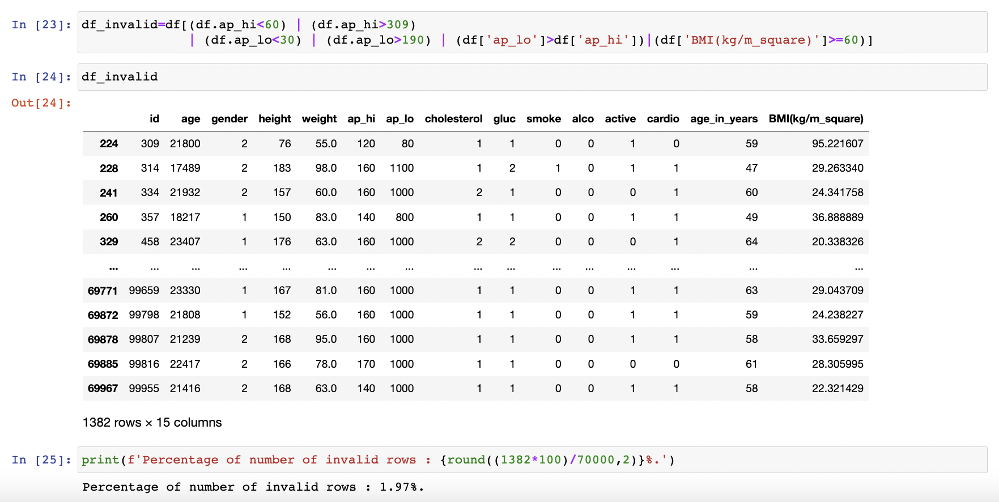 In [23]: df_invalid=df[(df.ap_hi<60) | (df.ap_hi>309)
| (df.ap_lo<30) | (df.ap_lo>190) | (df['ap_lo']>df['ap_hi'])|(df['BMI(kg/m_square)']>=60)]
In [24]: df_invalid
Out[24]:
id age gender height weight ap_hi ap_lo cholesterol gluc smoke alco active cardio age_in_years BMI(kg/m_square)
224 309 21800 2 76 55.0 120 80 1 1 0 0 1 0 59 95.221607
228 314 17489 2 183 98.0 160 1100 1 2 1 0 1 1 47 29.263340
241 334 21932 2 157 60.0 160 1000 2 1 0 0 0 1 60 24.341758
260 357 18217 1 150 83.0 140 800 1 1 0 0 1 1 49 36.888889
329 458 23407 1 176 63.0 160 1000 2 2 0 0 0 1 64 20.338326
... ... ... ... ... ... ... ... ... ... ... ... ... ... ... ...
69771 99659 23330 1 167 81.0 160 1000 1 1 0 0 1 1 63 29.043709
69872 99798 21808 1 152 56.0 160 1000 1 1 0 0 1 1 59 24.238227
69878 99807 21239 2 168 95.0 160 1000 1 1 0 0 1 1 58 33.659297
69885 99816 22417 2 166 78.0 170 1000 1 1 0 0 0 0 61 28.305995
69967 99955 21416 2 168 63.0 140 1000 1 1 0 0 1 1 58 22.321429
1382 rows × 15 columns
In [25]: print(f'Percentage of number of invalid rows : {round((1382*100)/70000,2)}%.')
Percentage of number of invalid rows : 1.97%.